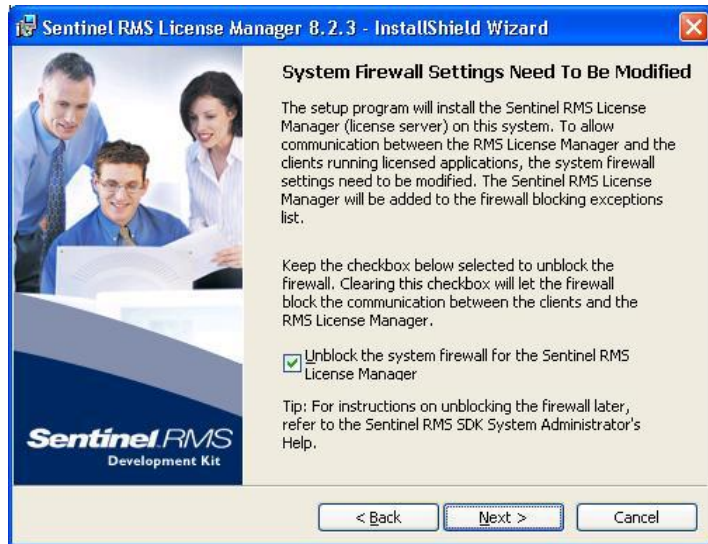 Sentinel RMS License Manager 8.2.3 - InstallShield Wizard
System Firewall Settings Need To Be Modified
The setup program will install the Sentinel RMS License
Manager (license server) on this system. To allow
communication between the RMS License Manager and the
clients running licensed applications, the system firewall
settings need to be modified. The Sentinel RMS License
Manager will be added to the firewall blocking exceptions
list.
Keep the checkbox below selected to unblock the
firewall. Clearing this checkbox will let the firewall
block the communication between the clients and the
RMS License Manager.
Unblock the system firewall for the Sentinel RMS
License Manager
Tip: For instructions on unblocking the firewall later,
refer to the Sentinel RMS SDK System Administrator's
Help.
Sentinel RMS
Development Kit
< Back
Next >
Cancel